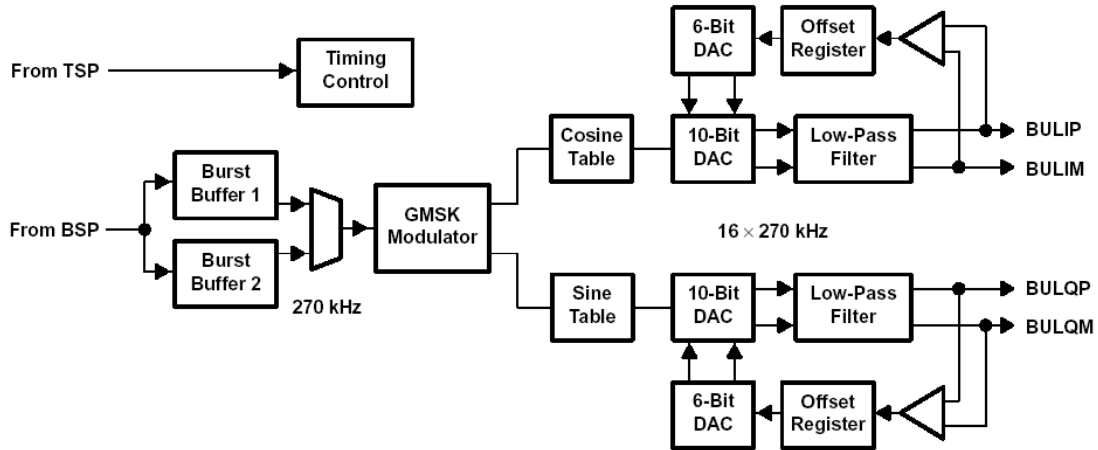 6-Bit
DAC
Offset
Register
From TSP
Timing
Control
Cosine
Table
10-Bit
DAC
Low-Pass
Filter
BULIP
BULIM
Burst
Buffer 1
From BSP
GMSK
Modulator
16 × 270 kHz
Burst
Buffer 2
270 kHz
Sine
Table
10-Bit
DAC
Low-Pass
Filter
BULQP
BULQM
6-Bit
DAC
Offset
Register